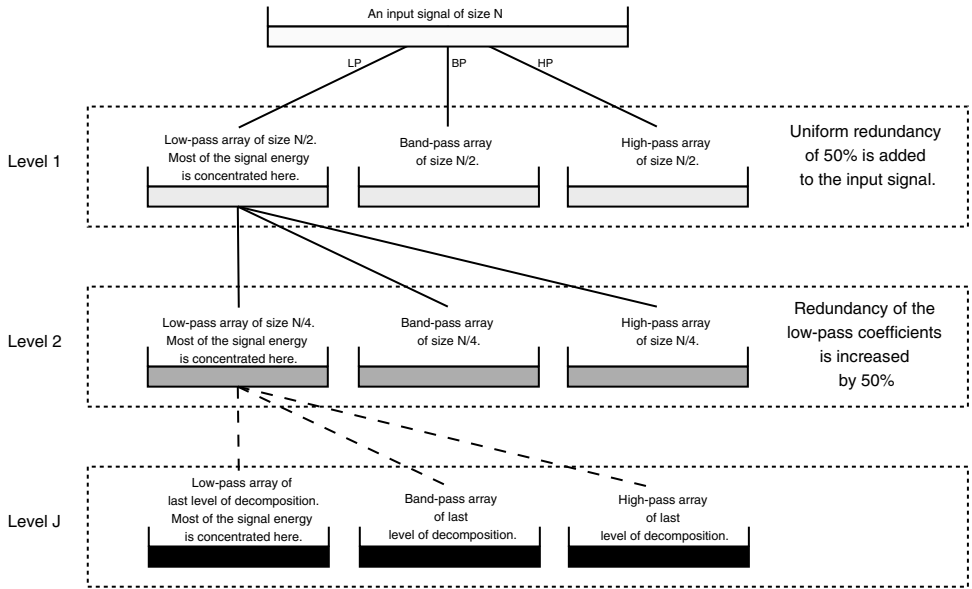 An input signal of size N
LP
BP
HP
Level 1
Low-pass array of size N/2.
Most of the signal energy
is concentrated here.
Band-pass array
of size N/2.
High-pass array
of size N/2.
Uniform redundancy
of 50% is added
to the input signal.
Level 2
Low-pass array of size N/4.
Most of the signal energy
is concentrated here.
Band-pass array
of size N/4.
High-pass array
of size N/4.
Redundancy of the
low-pass coefficients
is increased
by 50%
Level J
Low-pass array of
last level of decomposition.
Most of the signal energy
is concentrated here.
Band-pass array
of last
level of decomposition.
High-pass array
of last
level of decomposition.